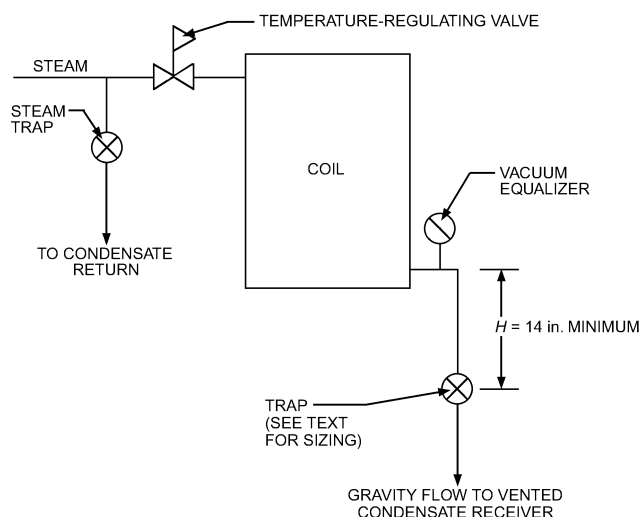 TEMPERATURE-REGULATING VALVE
STEAM
STEAM
TRAP
COIL
VACUUM
EQUALIZER
TO CONDENSATE
RETURN
H = 14 in. MINIMUM
TRAP
(SEE TEXT
FOR SIZING)
GRAVITY FLOW TO VENTED
CONDENSATE RECEIVER